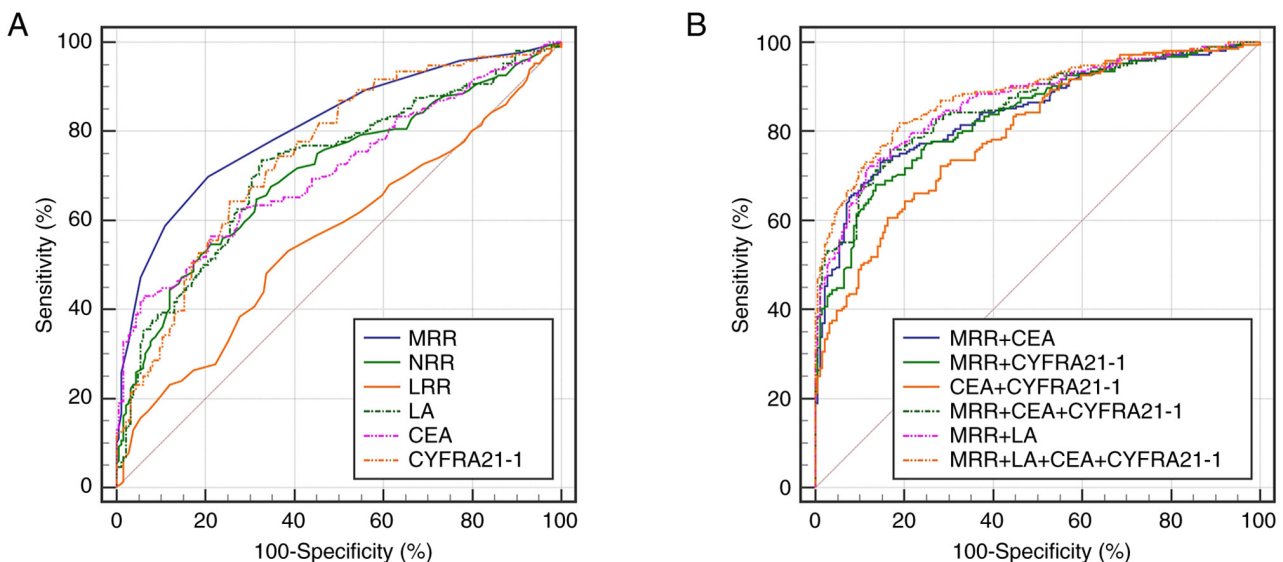 A
100
80
60
40
20
0
Sensitivity (%)
MRR
NRR
LRR
LA
CEA
CYFRA21-1
0 20 40 60 80 100
100-Specificity (%)
B
100
80
60
40
20
0
Sensitivity (%)
MRR+CEA
MRR+CYFRA21-1
CEA+CYFRA21-1
MRR+CEA+CYFRA21-1
MRR+LA
MRR+LA+CEA+CYFRA21-1
0 20 40 60 80 100
100-Specificity (%)